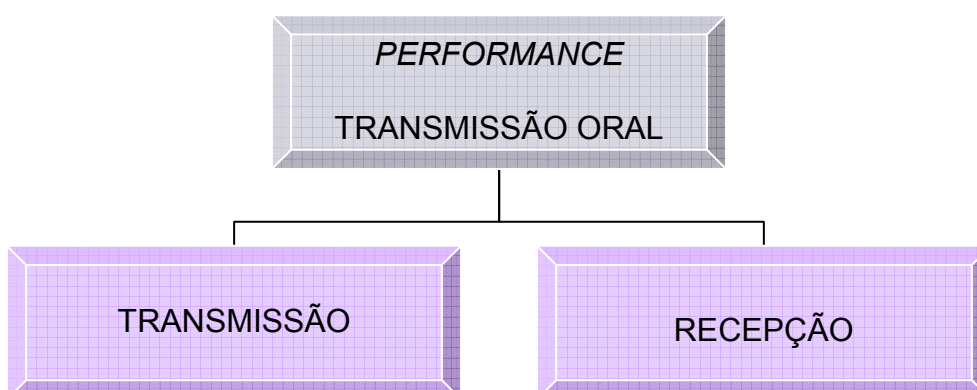 PERFORMANCE
TRANSMISSÃO ORAL
TRANSMISSÃO
RECEPÇÃO